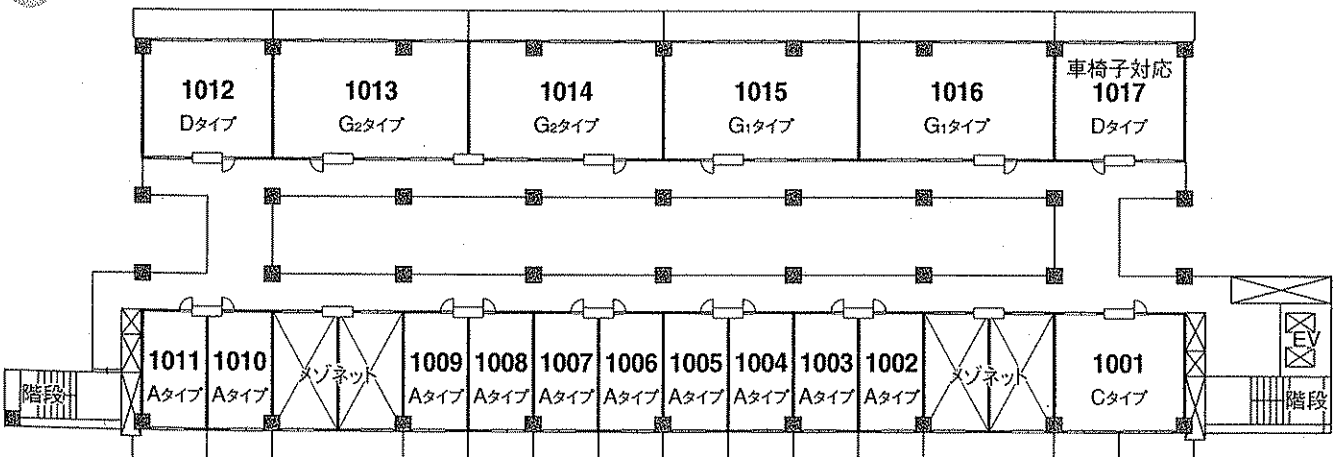 車椅子対応
1012
1013
1014
1015
1016
1017
Dタイプ
G2タイプ
G2タイプ
G1タイプ
G1タイプ
Dタイプ
1011
1010
メゾネット
1009
1008
1007
1006
1005
1004
1003
1002
メゾネット
1001
EV
Aタイプ
Aタイプ
Aタイプ
Aタイプ
Aタイプ
Aタイプ
Aタイプ
Aタイプ
Aタイプ
Aタイプ
Cタイプ
階段
階段